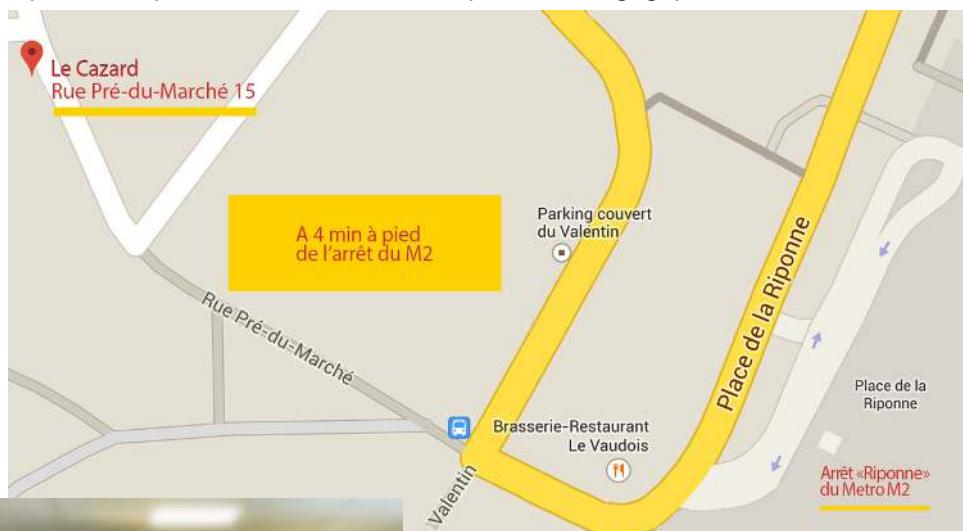 Le Cazard
Rue Pré-du-Marché 15
A 4 min à pied
de l'arrêt du M2
Parking couvert
du Valentin
Place de la Riponne
Rue Pré-du-Marché
Place de la
Riponne
Brasserie-Restaurant
Le Vaudois
Valentin
Arrêt «Riponne»
du Metro M2